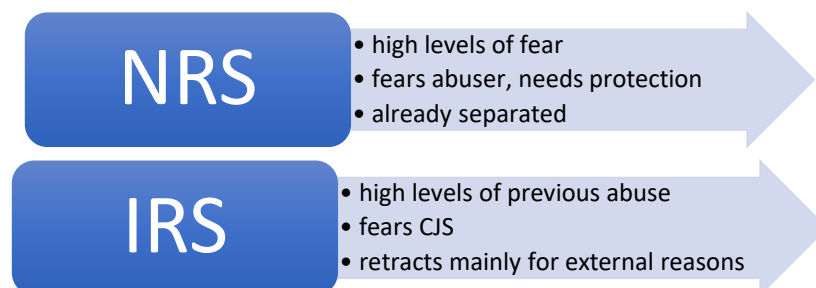 NRS
• high levels of fear
• fears abuser, needs protection
• already separated
IRS
• high levels of previous abuse
• fears CJS
• retracts mainly for external reasons